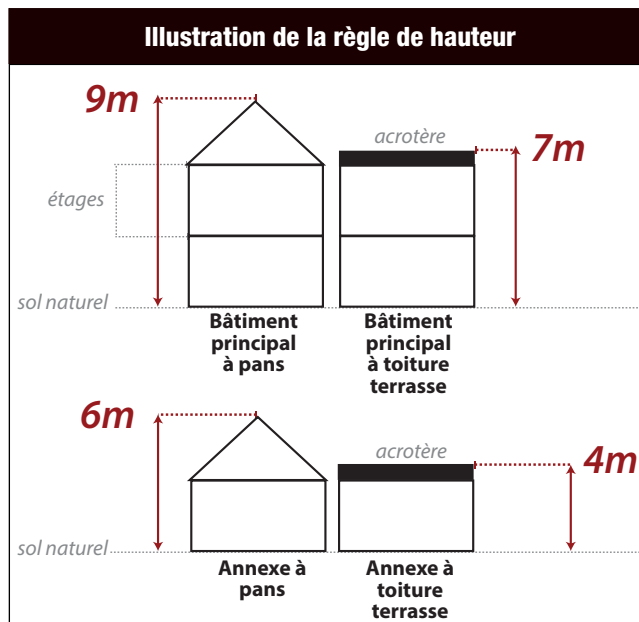 Illustration de la règle de hauteur
9m
acrotère
7m
étages
sol naturel
Bâtiment
principal
à pans
Bâtiment
principal
à toiture
terrasse
6m
acrotère
4m
sol naturel
Annexe à
pans
Annexe à
toiture
terrasse